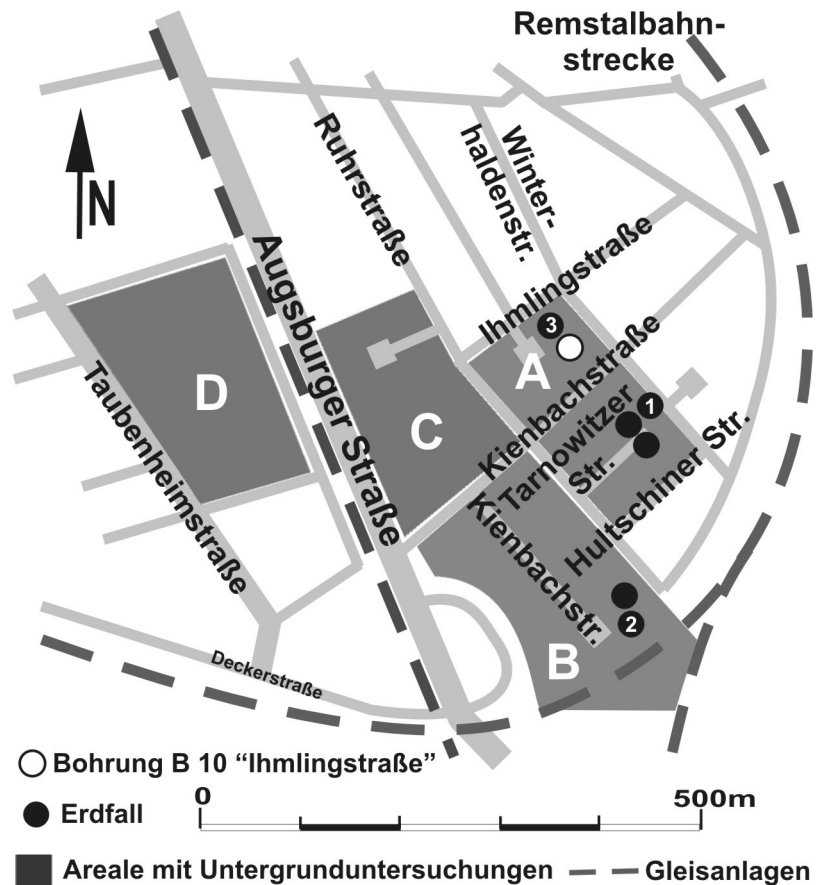 Remstalbahn-
strecke
N
Ruhrstraße
Winter-
haldenstr.
Augsburger Straße
Ihmlingstraße
3
A
D
Taubenheimstraße
C
Kienbachstraße
Tarnowitzer
Str.
1
Hultschiner Str.
Kienbachstr.
2
B
Deckerstraße
Bohrung B 10 “Ihmlingstraße”
Erdfall
0
500m
Areale mit Untergrunduntersuchungen
Gleisanlagen